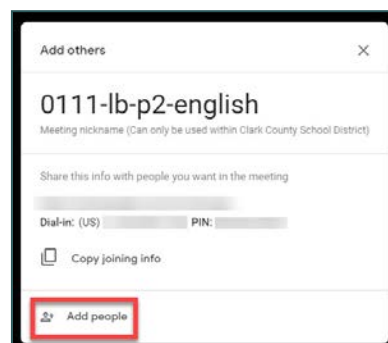 Add others
0111-lb-p2-english
Meeting nickname (Can only be used within Clark County School District)
Share this info with people you want in the meeting
Dial-in: (US) PIN:
Copy joining info
Add people